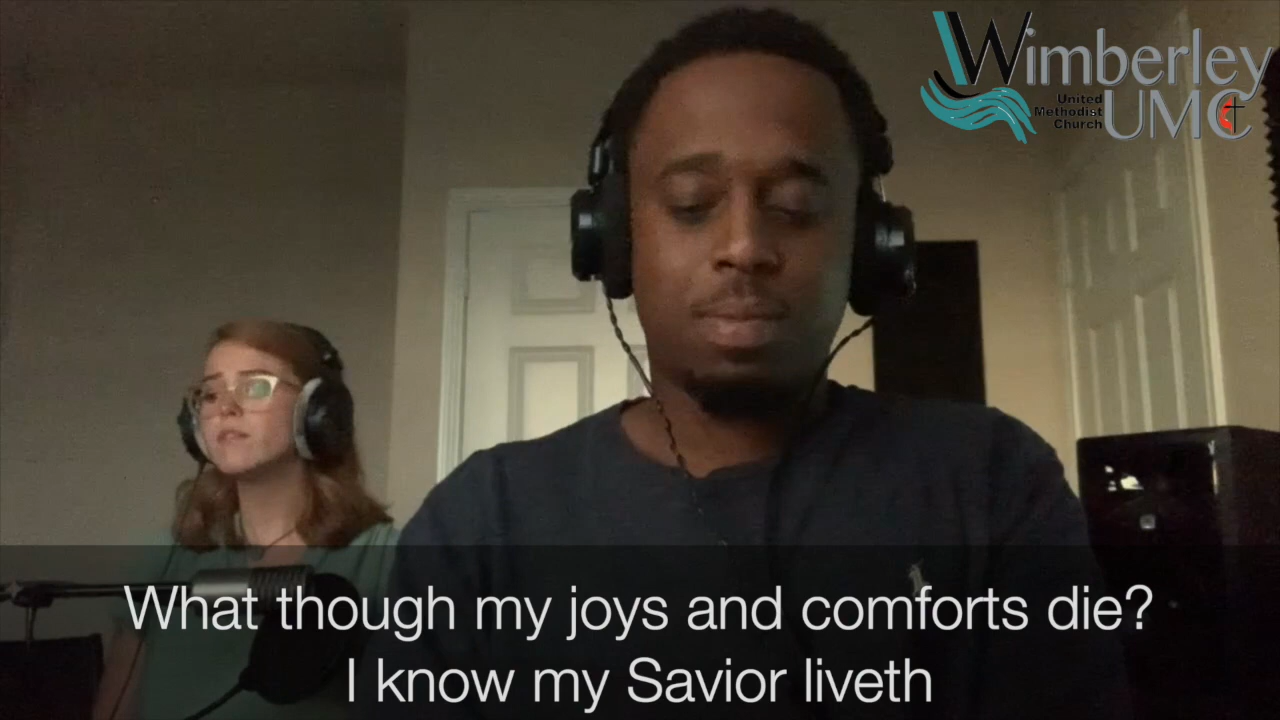 Wimberley
United
Methodist
Church
UMC
What though my joys and comforts die?
I know my Savior liveth